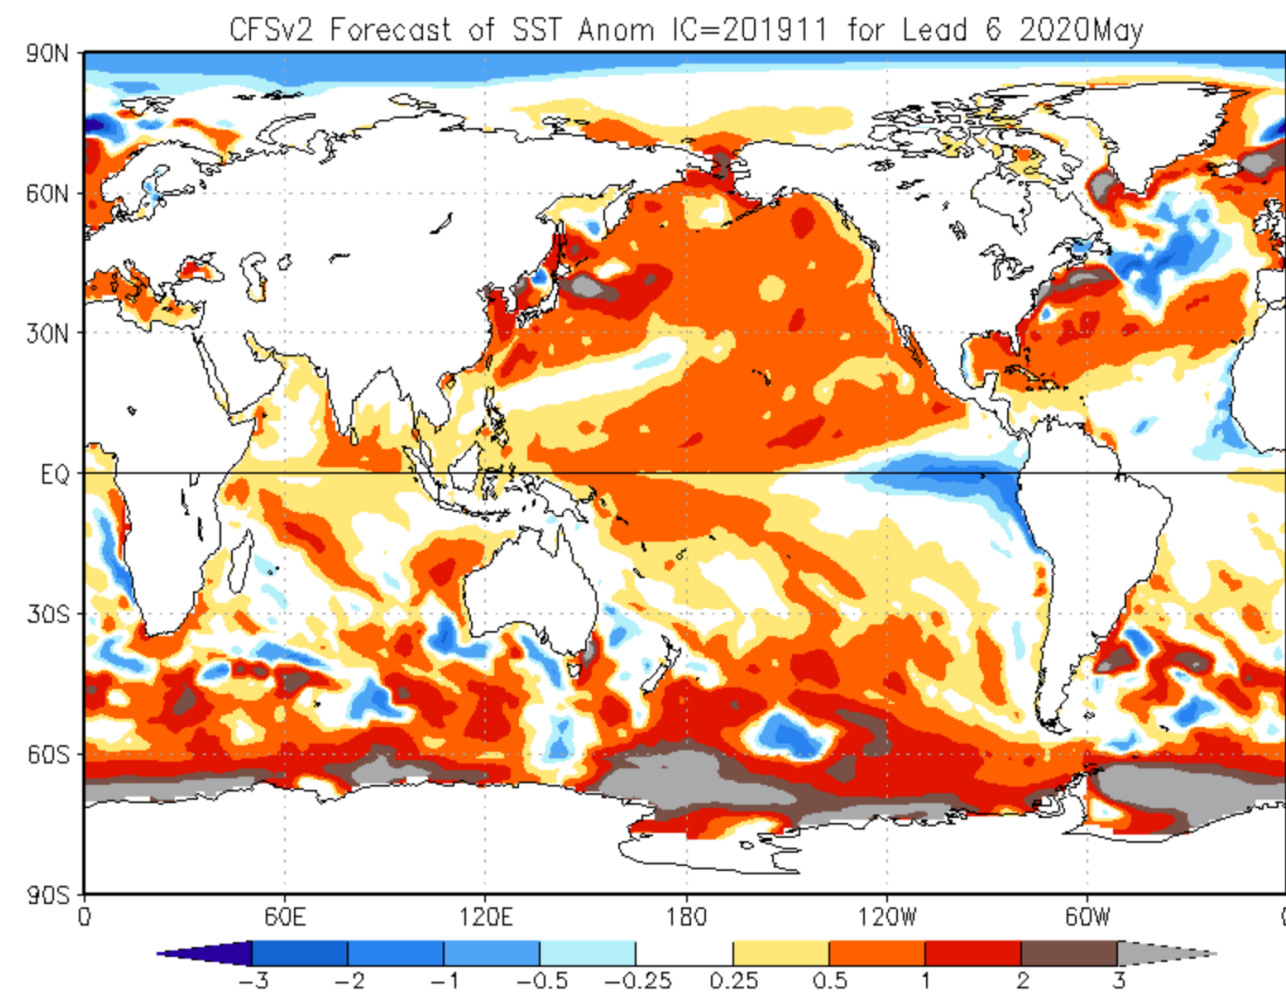 CFSv2 Forecast of SST Anom IC=201911 for Lead 6 2020May
90N
60N
30N
EQ
30S
60S
90S
0 60E 120E 180 120W 60W 0
-3 -2 -1 -0.5 -0.25 0.25 0.5 1 2 3